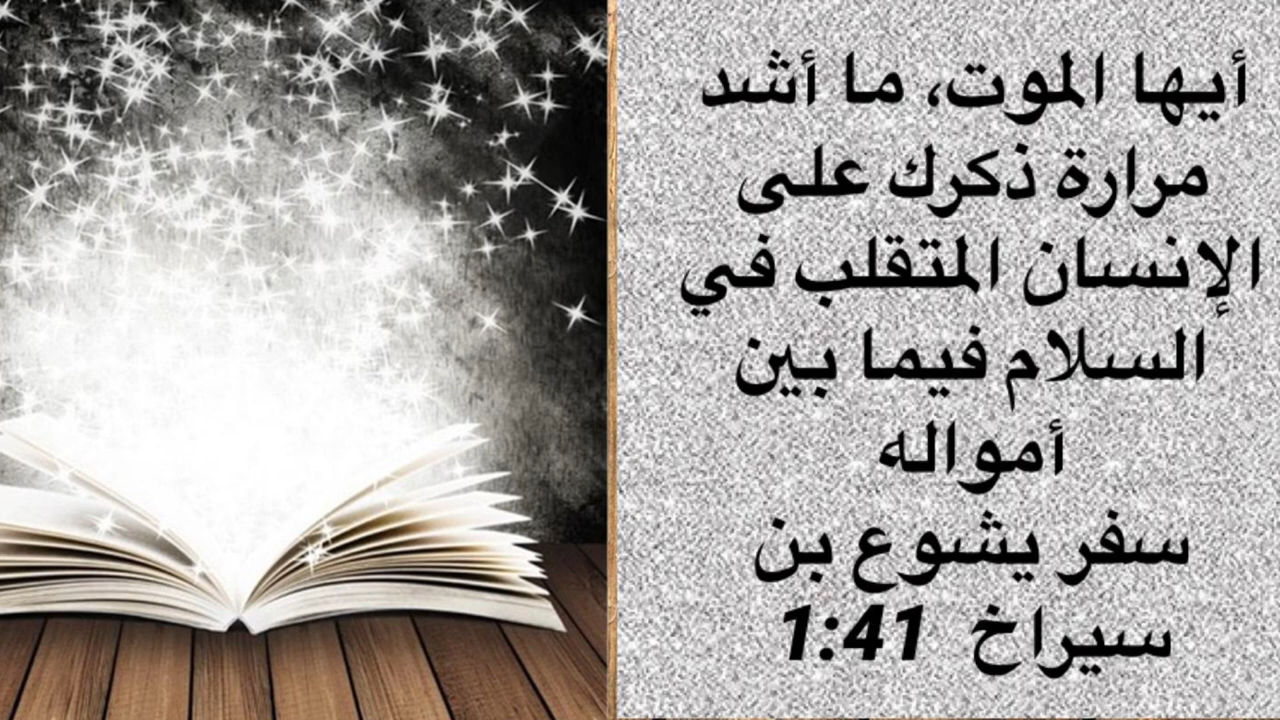 أيها الموت، ما أشد
مرارة ذكرك على
الإنسان المتقلب في
السلام فيما بين
أمواله
سفر يشوع بن
سيراخ 1:41